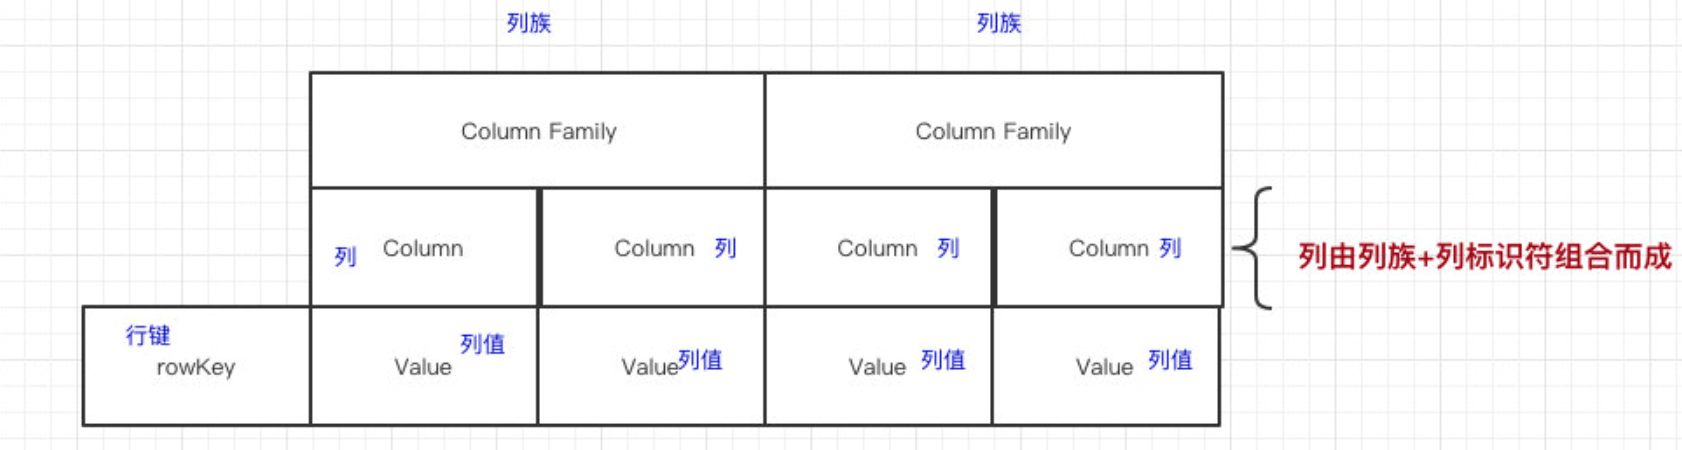 列族 列族
Column Family Column Family
列 Column Column 列 Column 列 Column 列
列由列族+列标识符组合而成
行键
rowKey Value 列值 Value列值 Value 列值 Value 列值